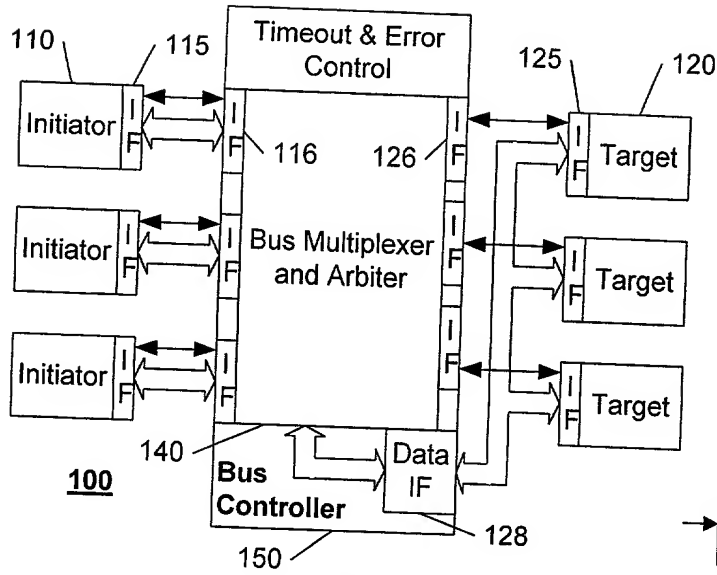 110
115
Timeout & Error
Control
125
120
Initiator
I
F
I
F
116
126
I
F
I
F
Target
Initiator
I
F
I
F
Bus Multiplexer
and Arbiter
I
F
I
F
Target
Initiator
I
F
I
F
I
F
I
F
Target
140
100
Bus
Controller
Data
IF
128
150